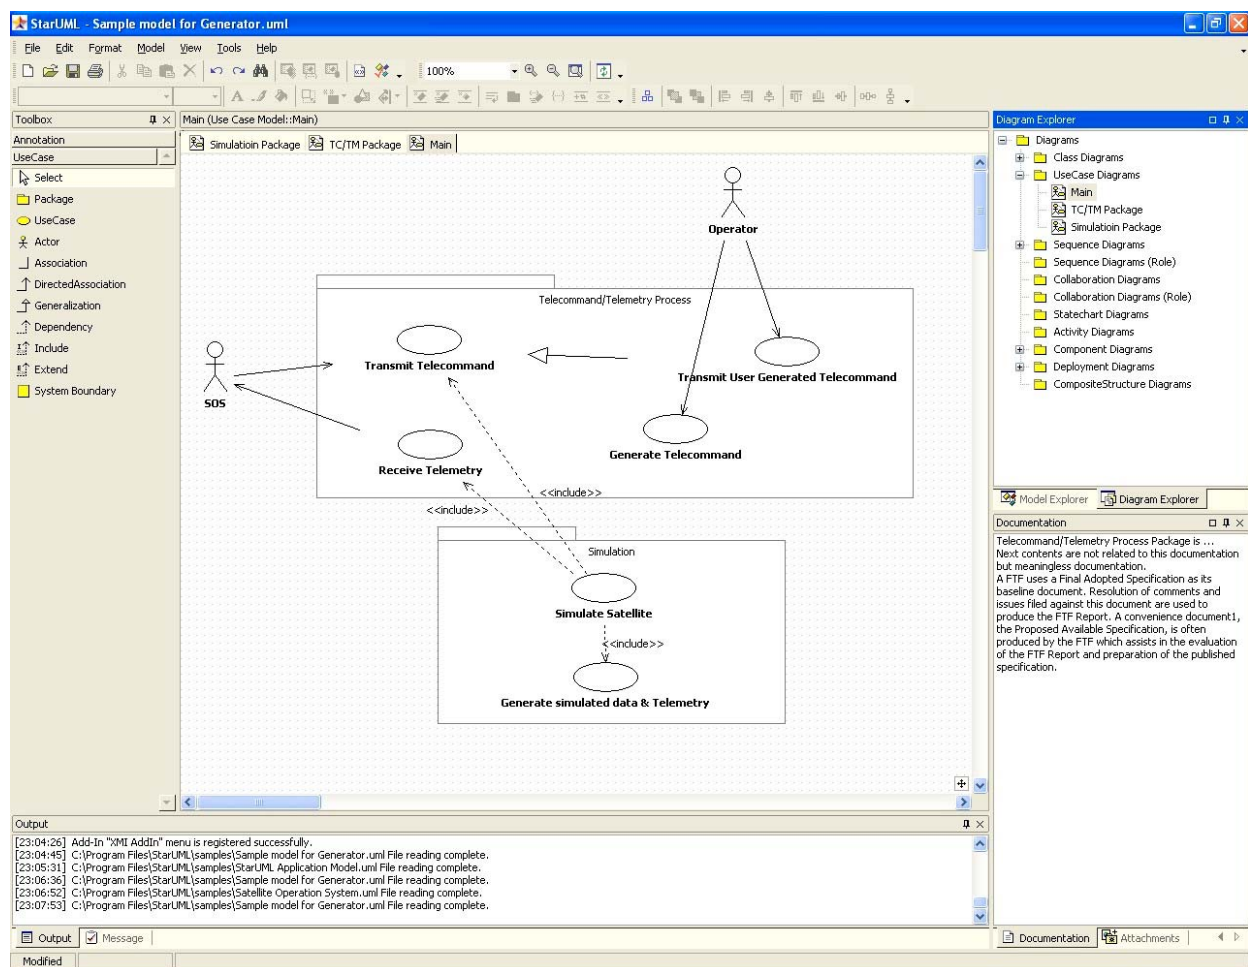 StarUML - Sample model for Generator.uml
File Edit Format Model View Tools Help
100%
Toolbox
Annotation
UseCase
Select
Package
UseCase
Actor
Association
DirectedAssociation
Generalization
Dependency
Include
Extend
System Boundary
Main (Use Case Model::Main)
Simulatioin Package TC/TM Package Main
Operator
Telecommand/Telemetry Process
Transmit Telecommand
Transmit User Generated Telecommand
SOS
Generate Telecommand
Receive Telemetry
<<include>>
<<include>>
Simulation
Simulate Satellite
<<include>>
Generate simulated data & Telemetry
Diagram Explorer
Diagrams
Class Diagrams
UseCase Diagrams
Main
TC/TM Package
Simulatioin Package
Sequence Diagrams
Sequence Diagrams (Role)
Collaboration Diagrams
Collaboration Diagrams (Role)
Statechart Diagrams
Activity Diagrams
Component Diagrams
Deployment Diagrams
CompositeStructure Diagrams
Model Explorer Diagram Explorer
Documentation
Telecommand/Telemetry Process Package is ...
Next contents are not related to this documentation
but meaningless documentation.
A FTF uses a Final Adopted Specification as its
baseline document. Resolution of comments and
issues filed against this document are used to
produce the FTF Report. A convenience document1,
the Proposed Available Specification, is often
produced by the FTF which assists in the evaluation
of the FTF Report and preparation of the published
specification.
Documentation Attachments
Output
[23:04:26] Add-In "XMI AddIn" menu is registered successfully.
[23:04:45] C:\Program Files\StarUML\samples\Sample model for Generator.uml File reading complete.
[23:05:31] C:\Program Files\StarUML\samples\StarUML Application Model.uml File reading complete.
[23:06:36] C:\Program Files\StarUML\samples\Sample model for Generator.uml File reading complete.
[23:06:52] C:\Program Files\StarUML\samples\Satellite Operation System.uml File reading complete.
[23:07:53] C:\Program Files\StarUML\samples\Sample model for Generator.uml File reading complete.
Output Message
Modified